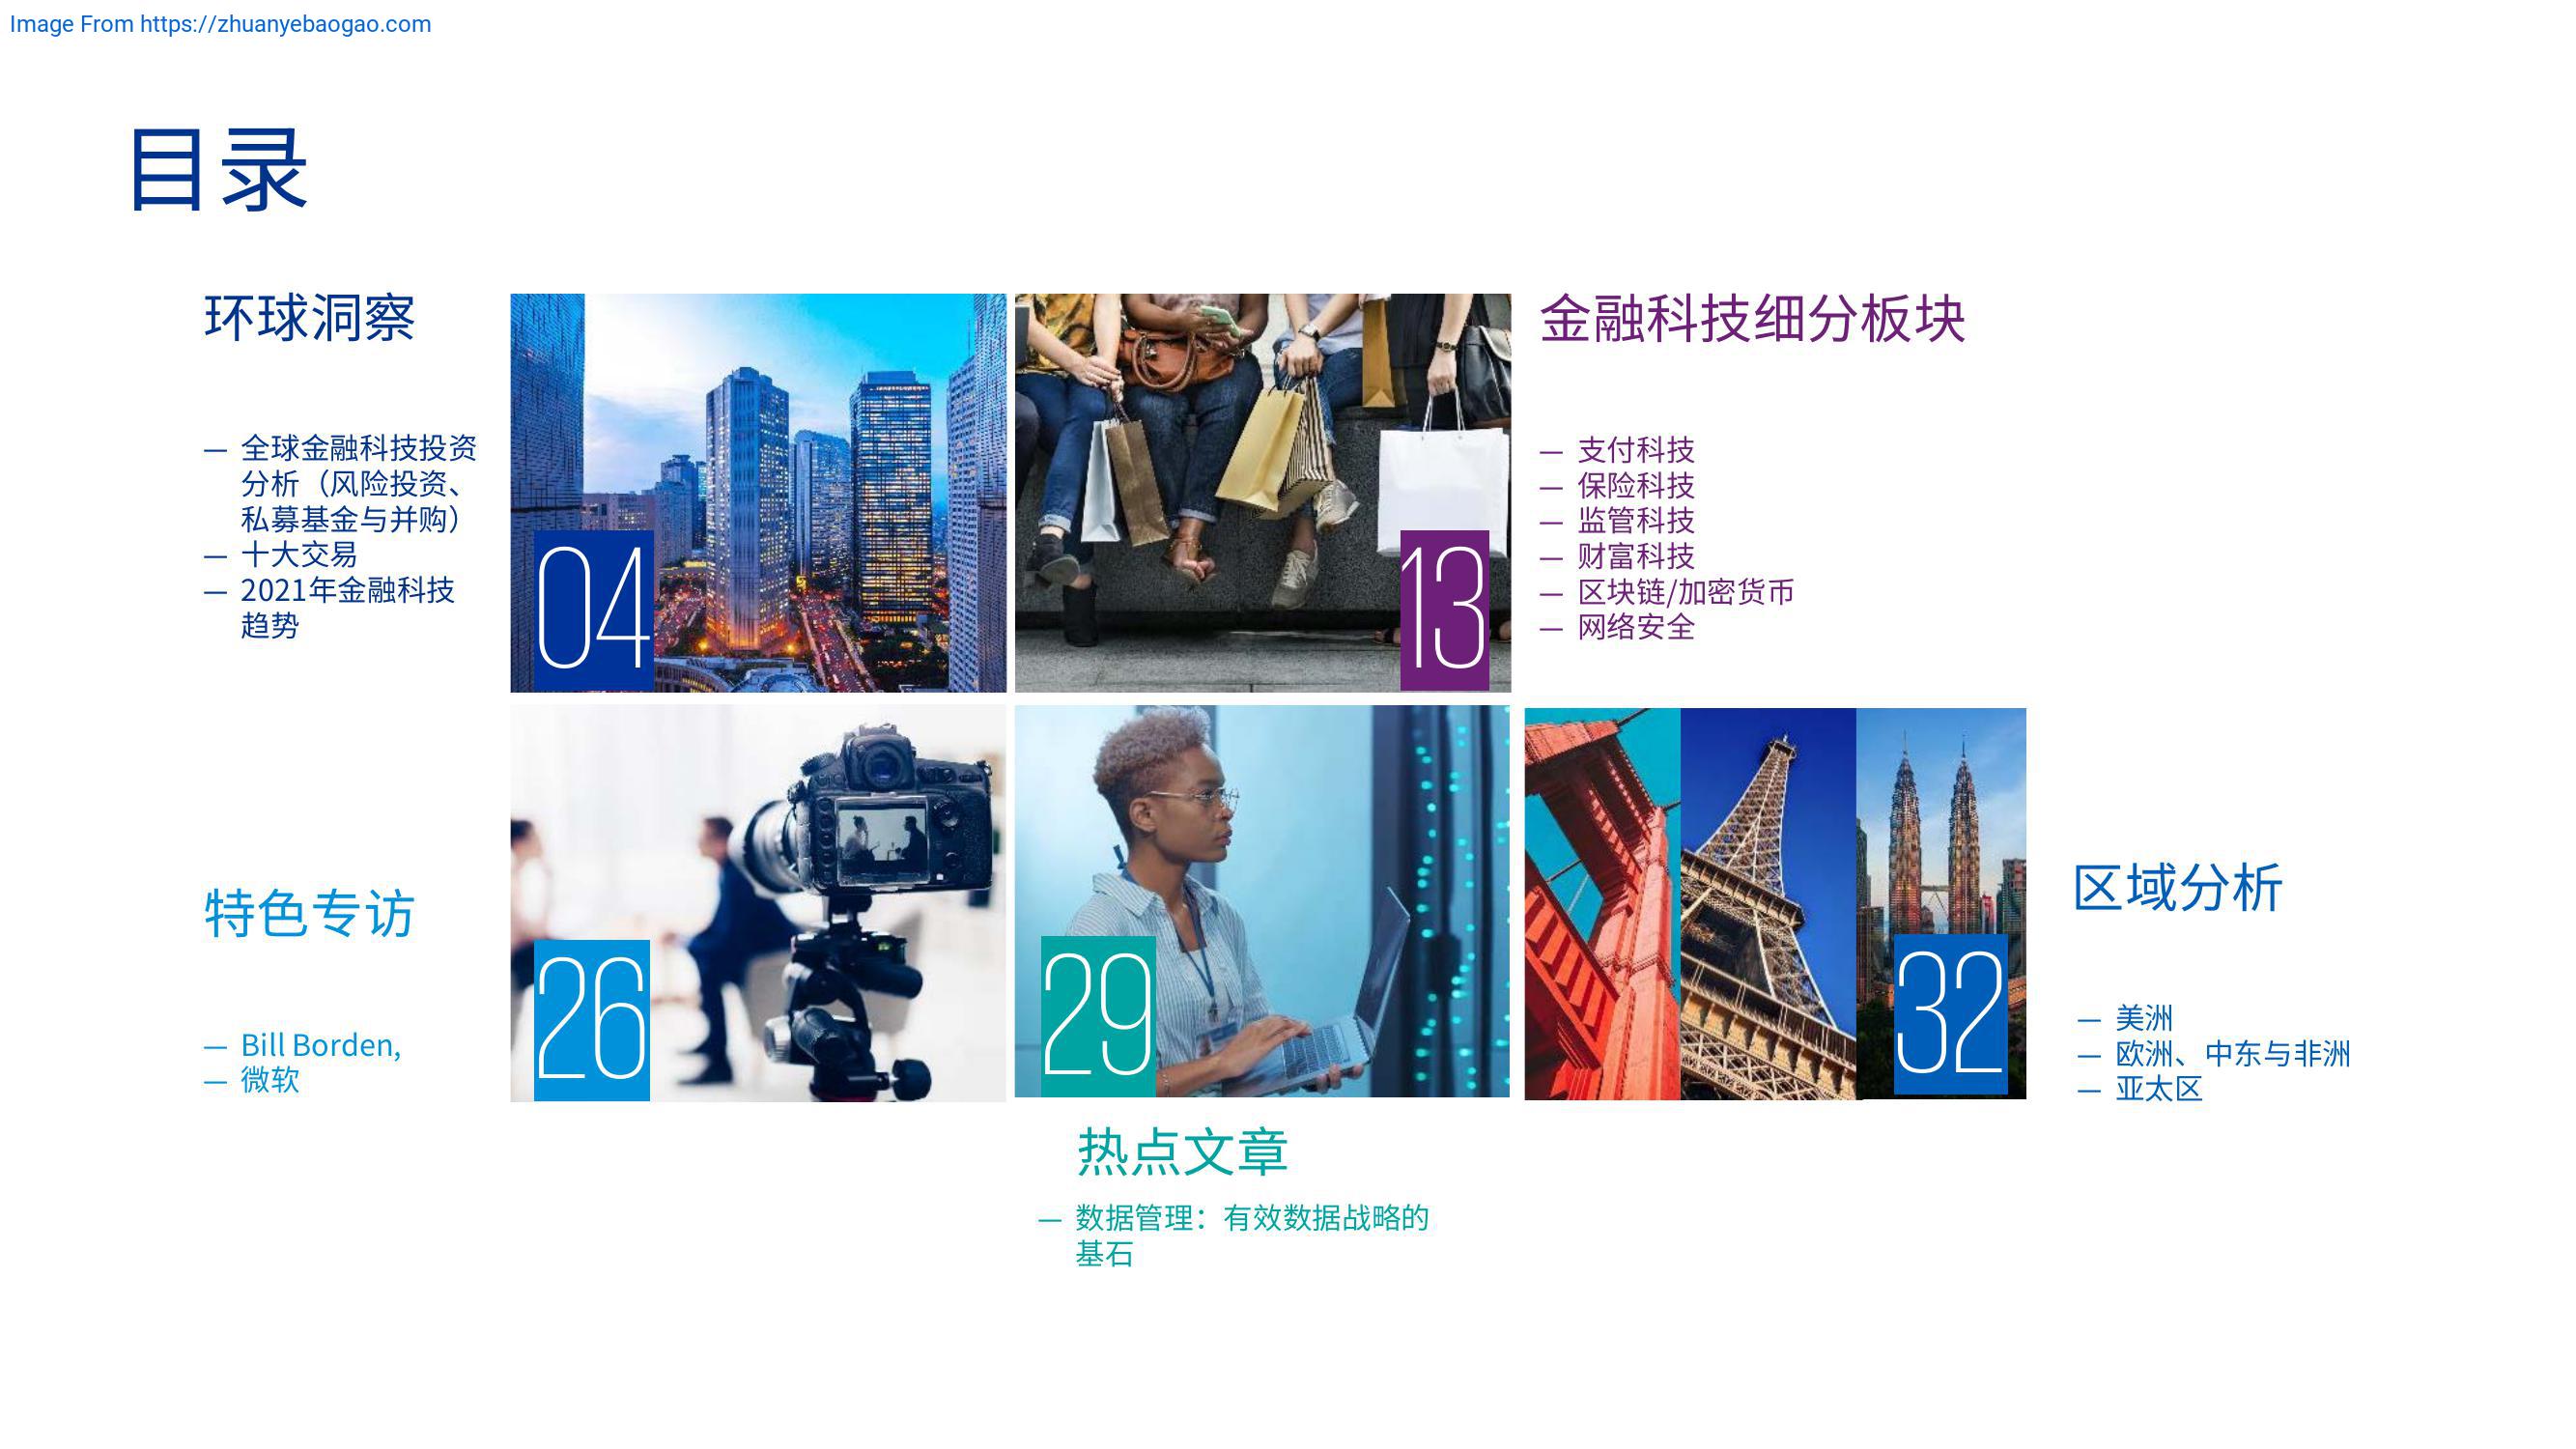 Image From https://zhuanyebaogao.com
目录
环球洞察
— 全球金融科技投资
分析（风险投资、
私募基金与并购）
— 十大交易
— 2021年金融科技
趋势
04
13
金融科技细分板块
— 支付科技
— 保险科技
— 监管科技
— 财富科技
— 区块链/加密货币
— 网络安全
特色专访
— Bill Borden,
— 微软
26
29
热点文章
— 数据管理：有效数据战略的
基石
32
区域分析
— 美洲
— 欧洲、中东与非洲
— 亚太区